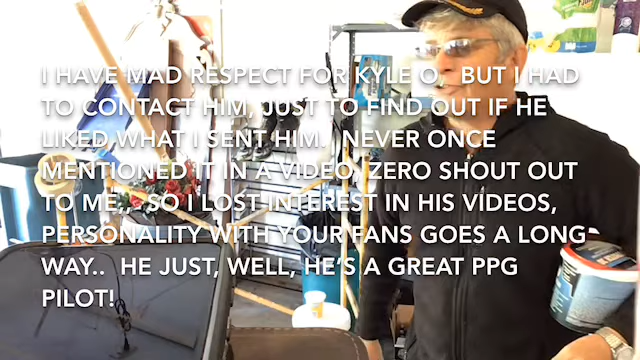 I HAVE MAD RESPECT FOR KYLE O, BUT I HAD
TO CONTACT HIM, JUST TO FIND OUT IF HE
LIKED WHAT I SENT HIM. NEVER ONCE
MENTIONED IT IN A VIDEO, ZERO SHOUT OUT
TO ME,. SO I LOST INTEREST IN HIS VIDEOS,
PERSONALITY WITH YOUR FANS GOES A LONG
WAY.. HE JUST, WELL, HE'S A GREAT PPG
PILOT!